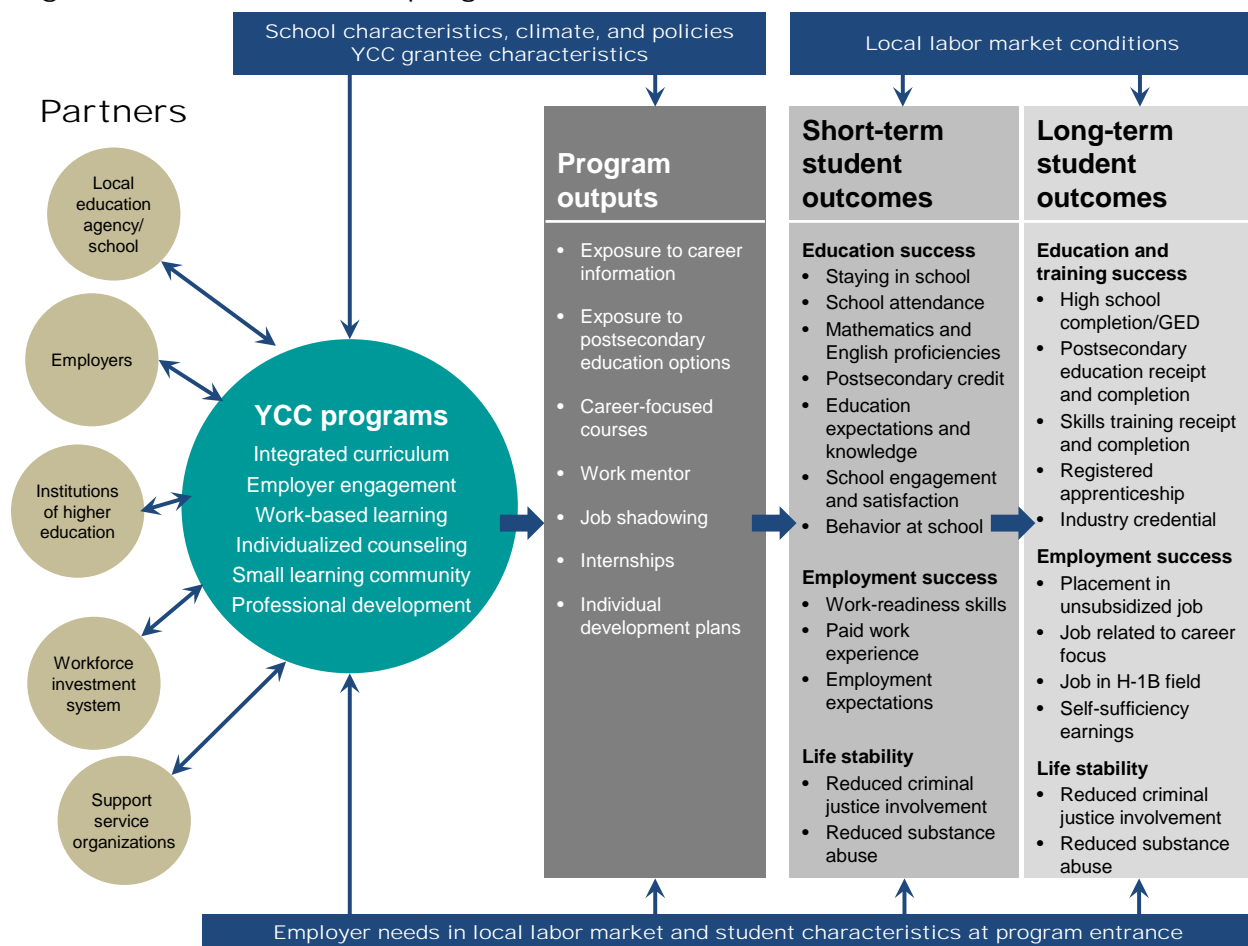 School characteristics, climate, and policies
YCC grantee characteristics
Local labor market conditions
Partners
Local
education
agency/
school
Employers
Institutions
of higher
education
Workforce
investment
system
Support
service
organizations
YCC programs
Integrated curriculum
Employer engagement
Work-based learning
Individualized counseling
Small learning community
Professional development
Program
outputs
• Exposure to career
information
• Exposure to
postsecondary
education options
• Career-focused
courses
• Work mentor
• Job shadowing
• Internships
• Individual
development plans
Short-term
student
outcomes
Education success
• Staying in school
• School attendance
• Mathematics and
English proficiencies
• Postsecondary credit
• Education
expectations and
knowledge
• School engagement
and satisfaction
• Behavior at school
Employment success
• Work-readiness skills
• Paid work
experience
• Employment
expectations
Life stability
• Reduced criminal
justice involvement
• Reduced substance
abuse
Long-term
student
outcomes
Education and
training success
• High school
completion/GED
• Postsecondary
education receipt
and completion
• Skills training receipt
and completion
• Registered
apprenticeship
• Industry credential
Employment success
• Placement in
unsubsidized job
• Job related to career
focus
• Job in H-1B field
• Self-sufficiency
earnings
Life stability
• Reduced criminal
justice involvement
• Reduced substance
abuse
Employer needs in local labor market and student characteristics at program entrance